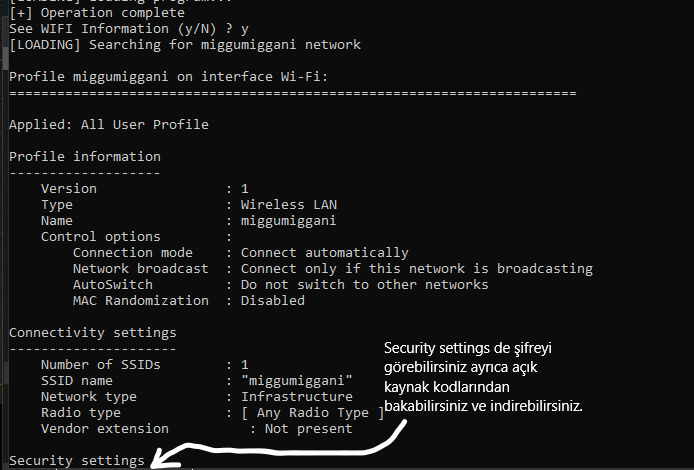 [+] Operation complete
See WIFI Information (y/N) ? y
[LOADING] Searching for miggumiggani network
Profile miggumiggani on interface Wi-Fi:
=======================================================================
Applied: All User Profile
Profile information
-------------------
Version : 1
Type : Wireless LAN
Name : miggumiggani
Control options :
Connection mode : Connect automatically
Network broadcast : Connect only if this network is broadcasting
AutoSwitch : Do not switch to other networks
MAC Randomization : Disabled
Connectivity settings
---------------------
Number of SSIDs : 1
SSID name : "miggumiggani"
Network type : Infrastructure
Radio type : [ Any Radio Type ]
Vendor extension : Not present
Security settings de şifreyi
görebilirsiniz ayrıca açık
kaynak kodlarından
bakabilirsiniz ve indirebilirsiniz.
Security settings